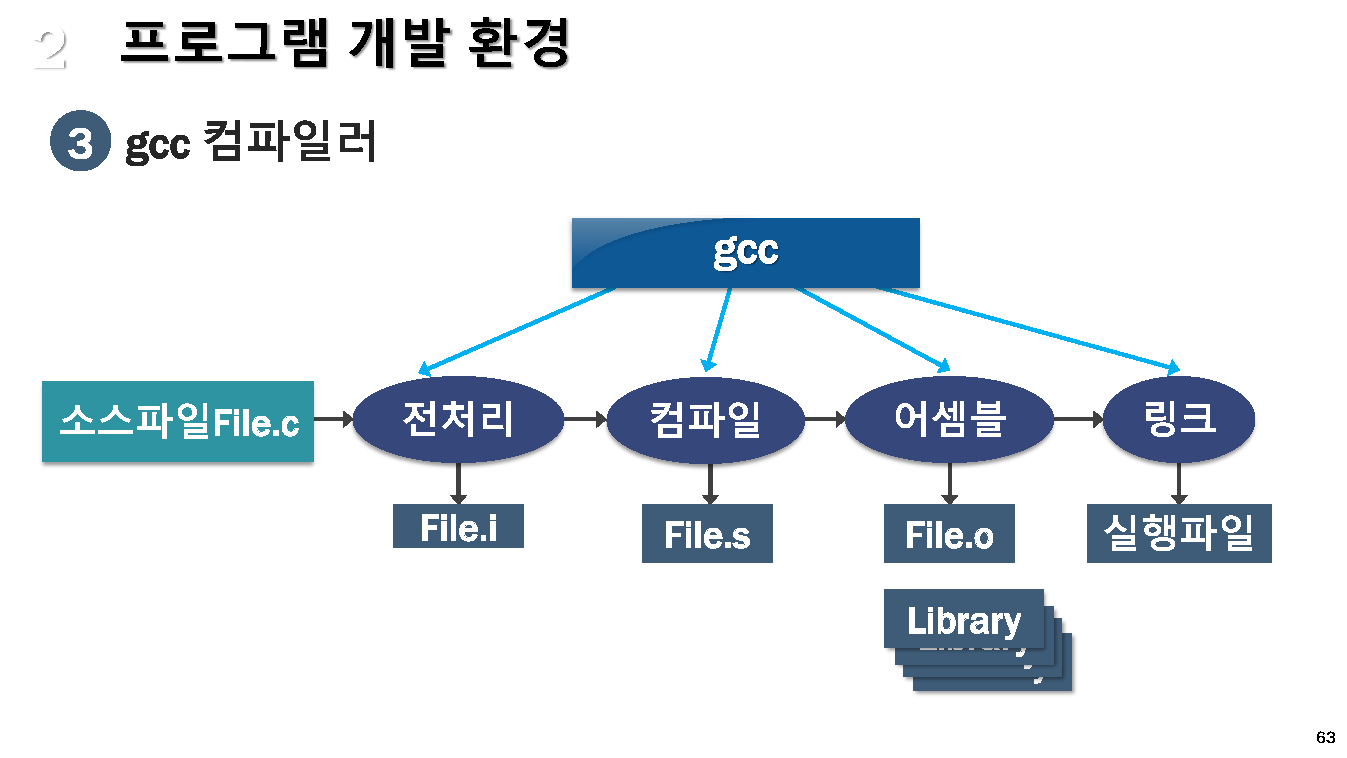 2 프로그램 개발 환경
3 gcc 컴파일러
gcc
소스파일File.c
전처리
컴파일
어셈블
링크
File.i
File.s
File.o
실행파일
Library
63